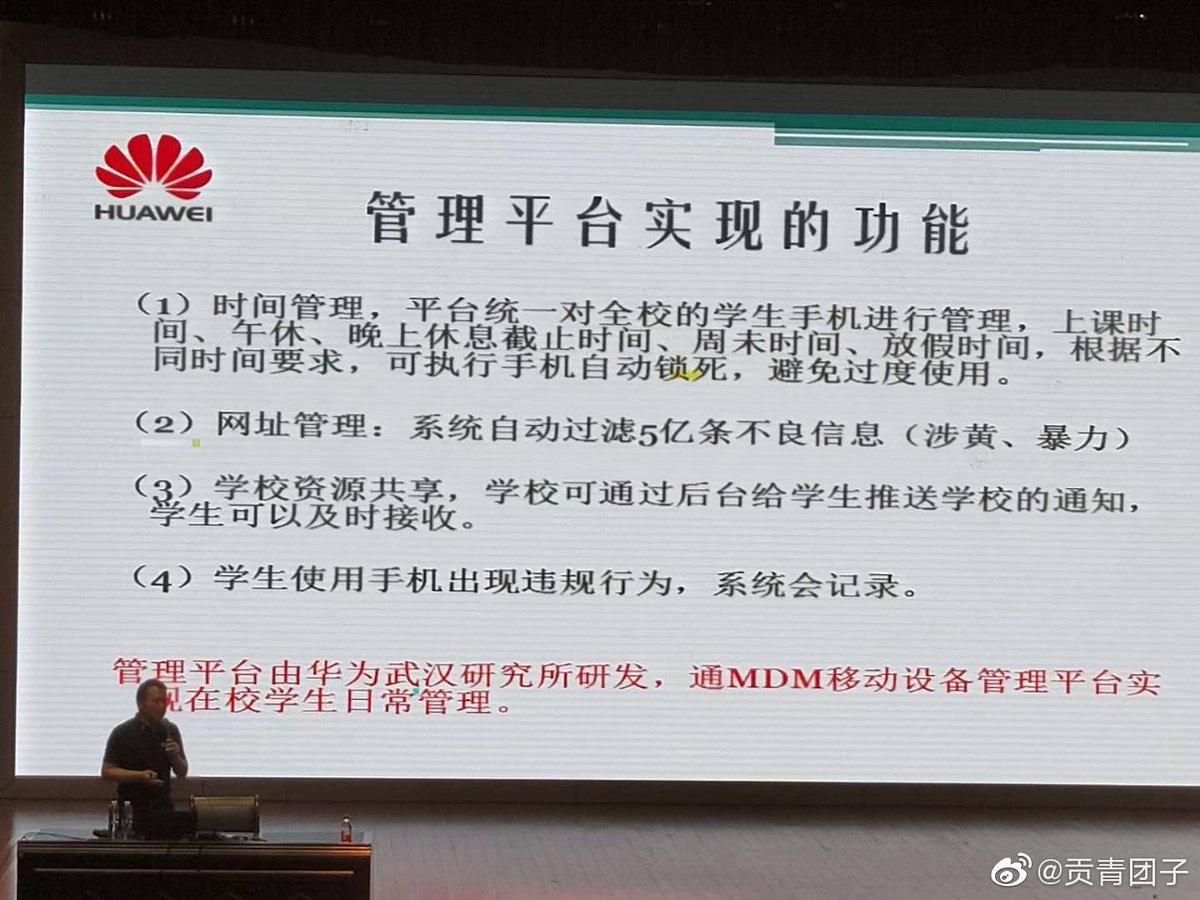 HUAWEI
管理平台实现的功能
（1）时间管理，平台统一对全校的学生手机进行管理，上课时
间、午休、晚上休息截止时间、周末时间、放假时间，根据不
同时间要求，可执行手机自动锁死，避免过度使用。
（2）网址管理：系统自动过滤5亿条不良信息（涉黄、暴力）
（3）学校资源共享，学校可通过后台给学生推送学校的通知，
学生可以及时接收。
（4）学生使用手机出现违规行为，系统会记录。
管理平台由华为武汉研究所研发，通MDM移动设备管理平台实
现在校学生日常管理。
@贡青团子